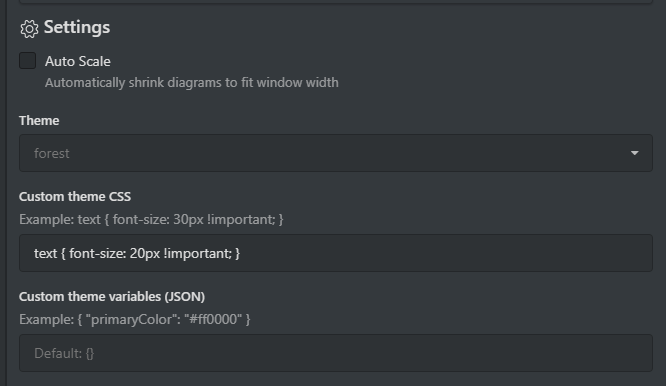 Settings
Auto Scale
Automatically shrink diagrams to fit window width
Theme
forest
Custom theme CSS
Example: text { font-size: 30px !important; }
text { font-size: 20px !important; }
Custom theme variables (JSON)
Example: { "primaryColor": "#ff0000" }
Default: {}